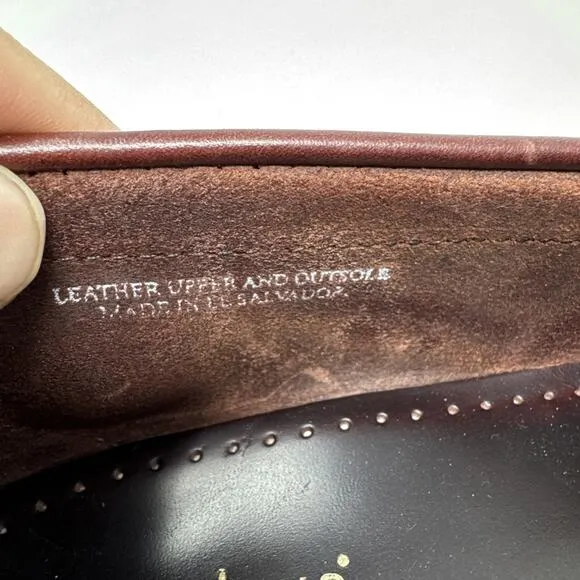 LEATHER UPPER AND OUTSOLE
MADE IN EL SALVADOR